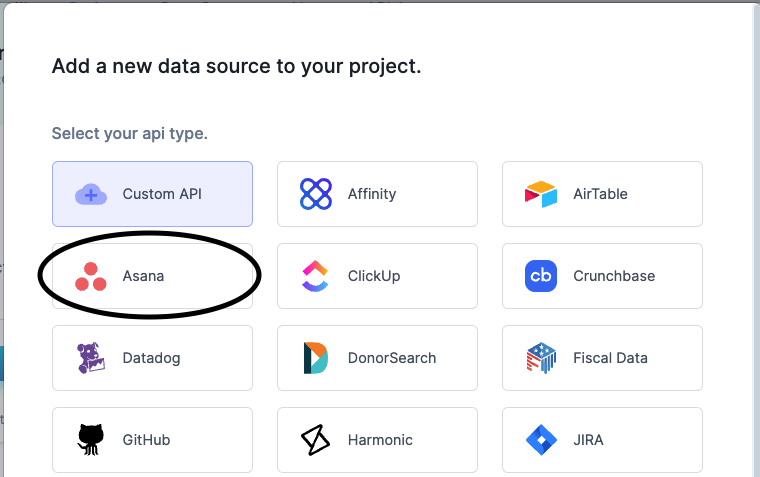 Add a new data source to your project.
Select your api type.
Custom API
Affinity
AirTable
Asana
ClickUp
cb
Crunchbase
Datadog
DonorSearch
Fiscal Data
GitHub
Harmonic
JIRA